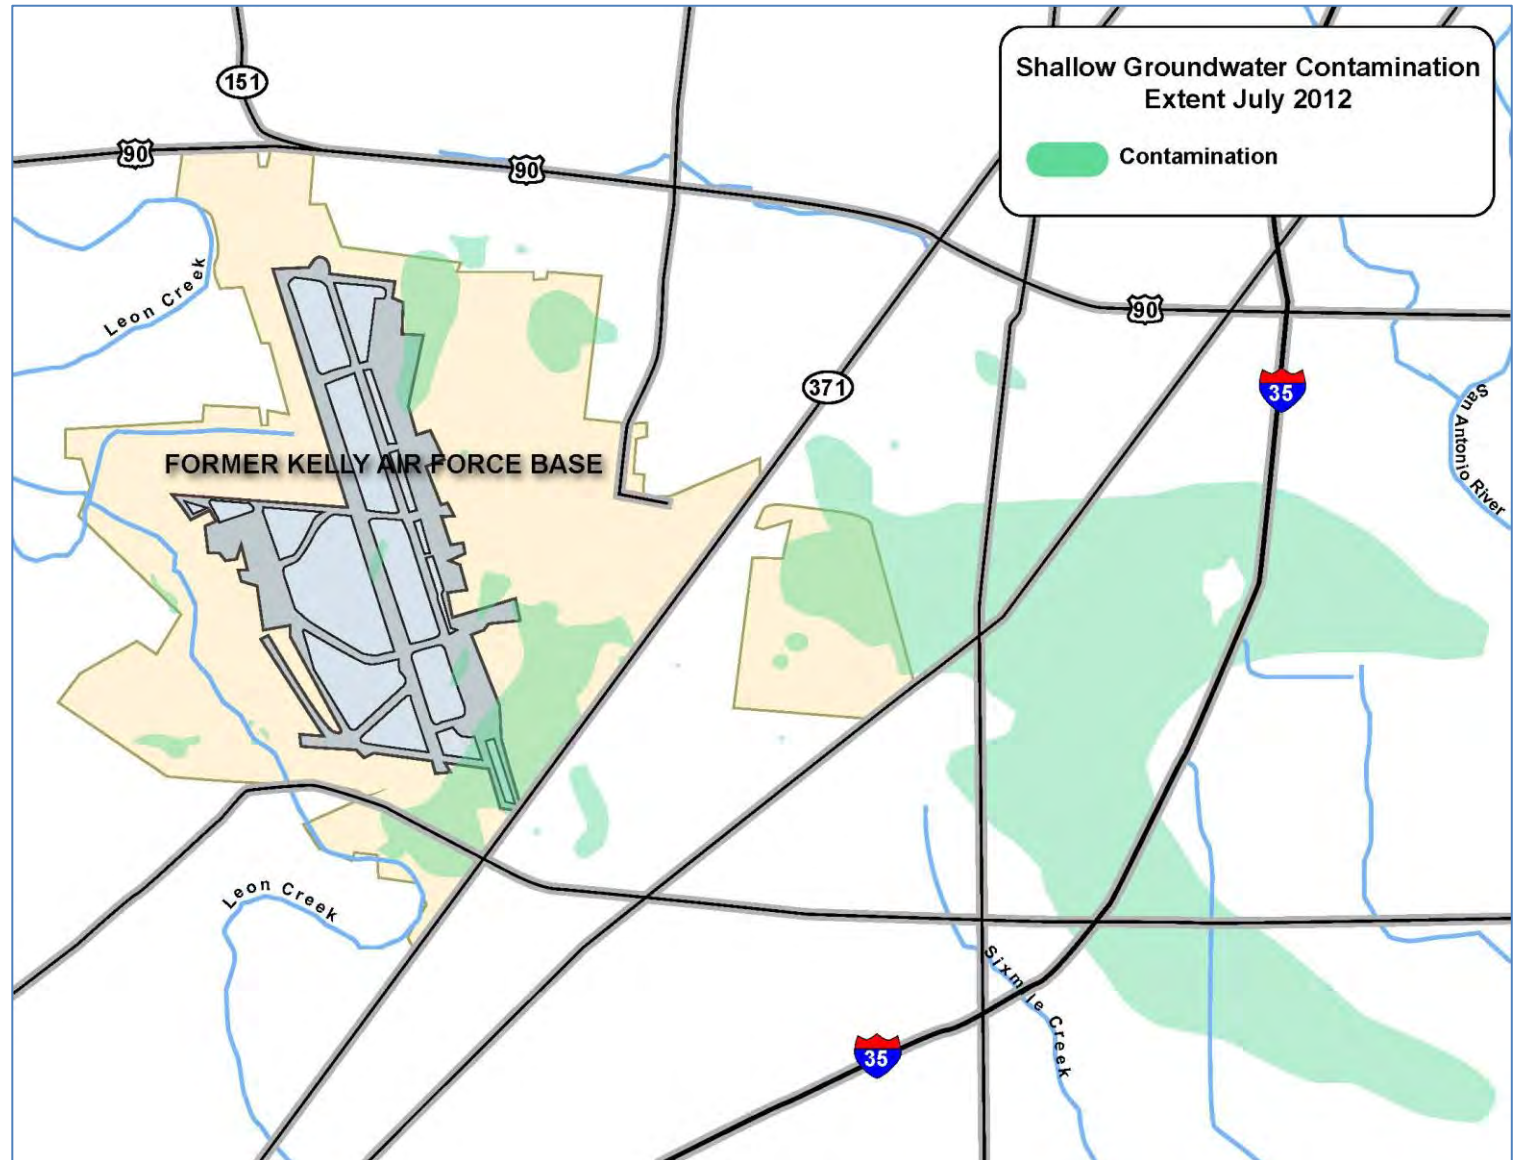 Shallow Groundwater Contamination
Extent July 2012
Contamination
151
90
90
Leon Creek
90
371
35
San Antonio River
FORMER KELLY AIR FORCE BASE
Leon Creek
Sixmile Creek
35